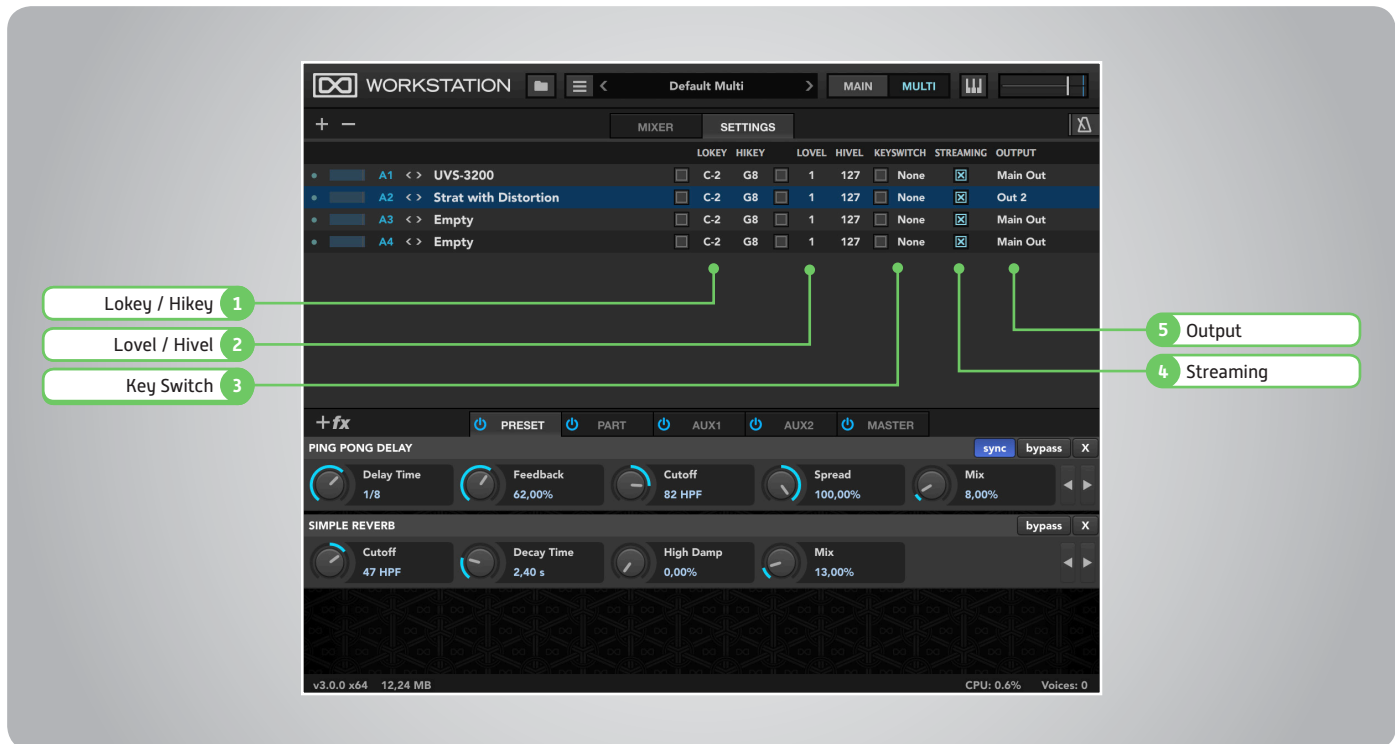 WORKSTATION Default Multi MAIN MULTI
+ − MIXER SETTINGS
LOKEY HIKEY LOVEL HIVEL KEYSWITCH STREAMING OUTPUT
A1 < > UVS-3200 C-2 G8 1 127 None Main Out
A2 < > Strat with Distortion C-2 G8 1 127 None Out 2
A3 < > Empty C-2 G8 1 127 None Main Out
A4 < > Empty C-2 G8 1 127 None Main Out
Lokey / Hikey 1
Lovel / Hivel 2
Key Switch 3
5 Output
4 Streaming
+fx PRESET PART AUX1 AUX2 MASTER
PING PONG DELAY sync bypass X
Delay Time Feedback Cutoff Spread Mix
1/8 62,00% 82 HPF 100,00% 8,00%
SIMPLE REVERB bypass X
Cutoff Decay Time High Damp Mix
47 HPF 2,40 s 0,00% 13,00%
v3.0.0 x64 12,24 MB CPU: 0.6% Voices: 0